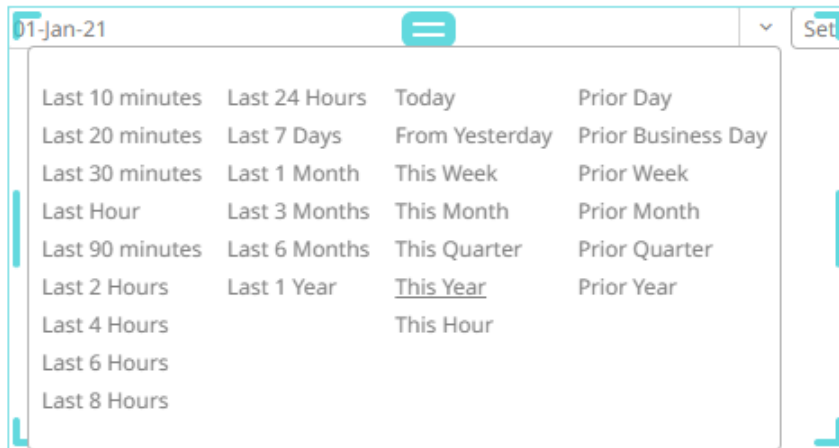 01-Jan-21
Set
Last 10 minutes Last 24 Hours Today Prior Day
Last 20 minutes Last 7 Days From Yesterday Prior Business Day
Last 30 minutes Last 1 Month This Week Prior Week
Last Hour Last 3 Months This Month Prior Month
Last 90 minutes Last 6 Months This Quarter Prior Quarter
Last 2 Hours Last 1 Year This Year Prior Year
Last 4 Hours This Hour
Last 6 Hours
Last 8 Hours